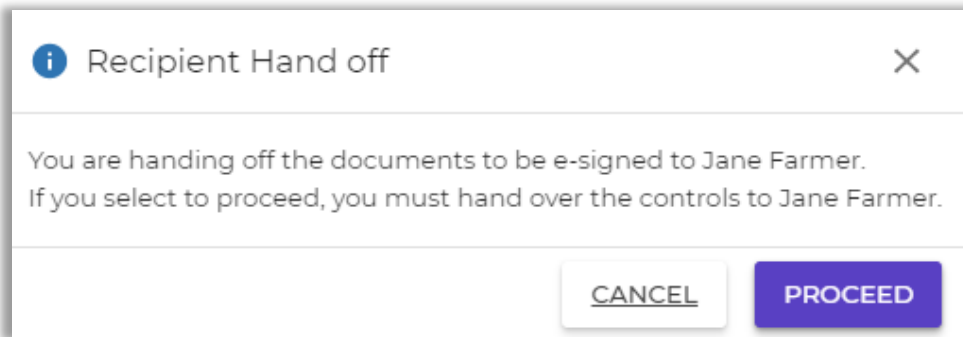 Recipient Hand off
You are handing off the documents to be e-signed to Jane Farmer.
If you select to proceed, you must hand over the controls to Jane Farmer.
CANCEL
PROCEED